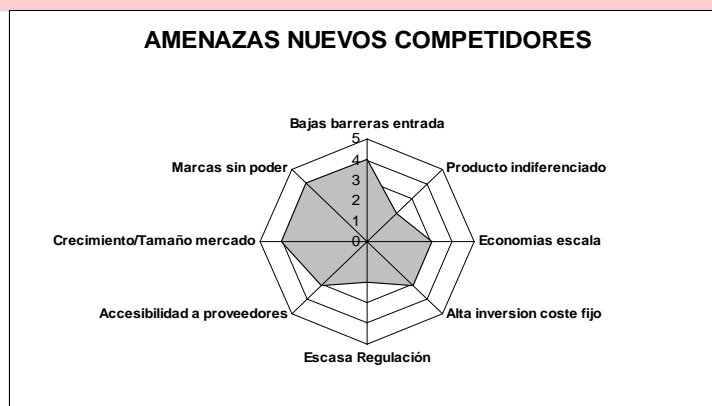 AMENAZAS NUEVOS COMPETIDORES
Bajas barreras entrada
5
Marcas sin poder
4
Producto indiferenciado
3
2
1
Crecimiento/Tamaño mercado
0
Economias escala
Accesibilidad a proveedores
Alta inversion coste fijo
Escasa Regulación